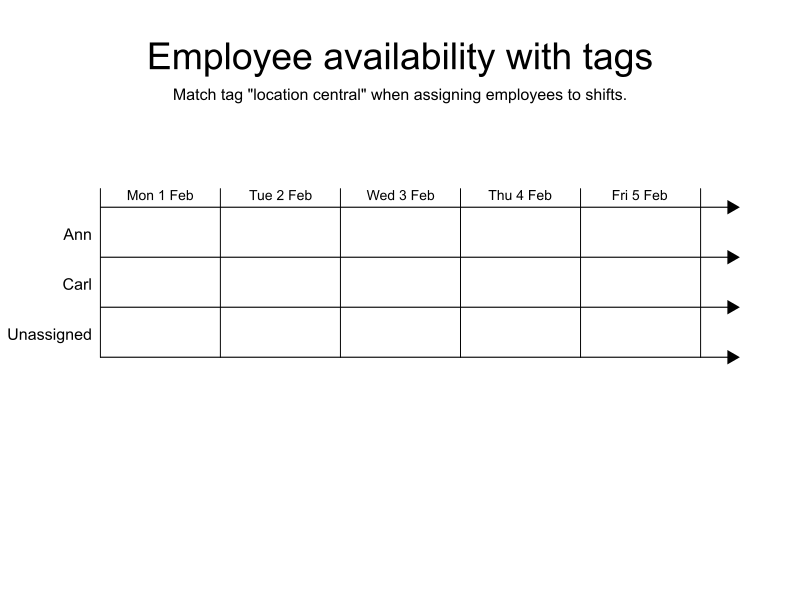 Employee availability with tags
Match tag "location central" when assigning employees to shifts.
Mon 1 Feb Tue 2 Feb Wed 3 Feb Thu 4 Feb Fri 5 Feb
Ann
Carl
Unassigned